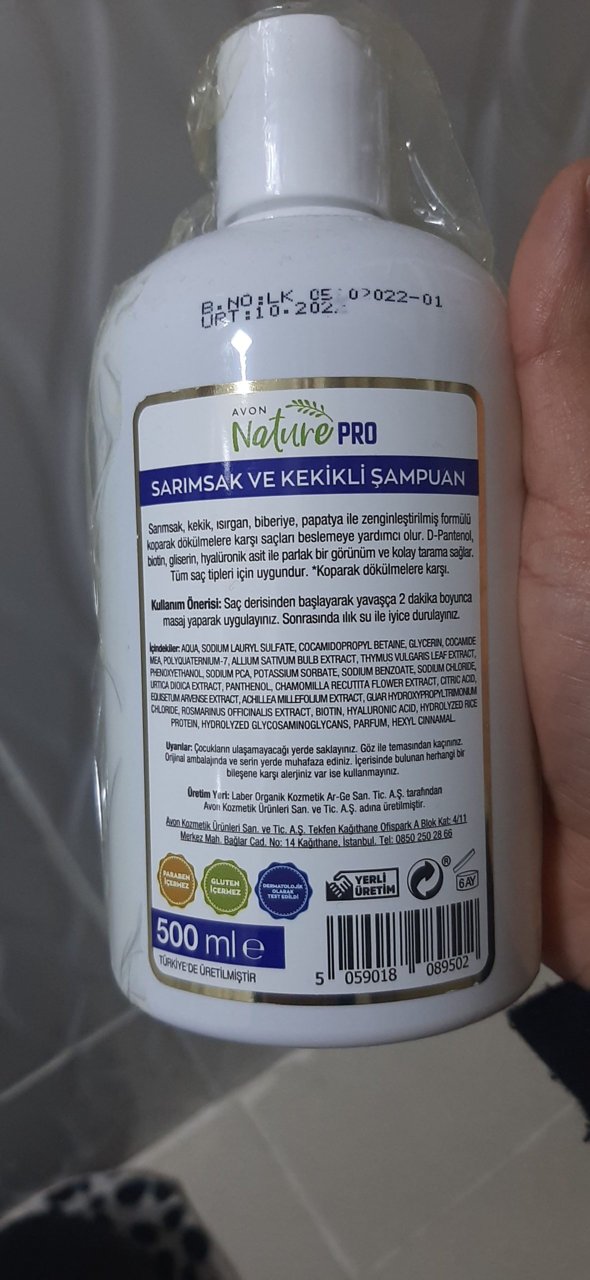 B.NO:LK 05 0 022-01
ÜRT:10.202
AVON
Nature PRO
SARIMSAK VE KEKİKLİ ŞAMPUAN
Sarımsak, kekik, ısırgan, biberiye, papatya ile zenginleştirilmiş formülü
koparak dökülmelere karşı saçları beslemeye yardımcı olur. D-Pantenol,
biotin, gliserin, hyalürönik asit ile parlak bir görünüm ve kolay tarama sağlar.
Tüm saç tipleri için uygundur. *Koparak dökülmelere karşı.
Kullanım Önerisi: Saç derisinden başlayarak yavaşça 2 dakika boyunca
masaj yaparak uygulayınız. Sonrasında ılık su ile iyice durulayınız.
İçindekiler: AQUA, SODIUM LAURYL SULFATE, COCAMIDOPROPYL BETAINE, GLYCERIN, COCAMIDE
MEA, POLYQUATERNIUM-7, ALLIUM SATIVUM BULB EXTRACT, THYMUS VULGARIS LEAF EXTRACT,
PHENOXYETHANOL, SODIUM PCA, POTASSIUM SORBATE, SODIUM BENZOATE, SODIUM CHLORIDE,
URTICA DIOICA EXTRACT, PANTHENOL, CHAMOMILLA RECUTITA FLOWER EXTRACT, CITRIC ACID,
EQUISETUM ARVENSE EXTRACT, ACHILLEA MILLEFOLIUM EXTRACT, GUAR HYDROXYPROPYLTRIMONIUM
CHLORIDE, ROSMARINUS OFFICINALIS EXTRACT, BIOTIN, HYALURONIC ACID, HYDROLYZED RICE
PROTEIN, HYDROLYZED GLYCOSAMINOGLYCANS, PARFUM, HEXYL CINNAMAL.
Uyarılar: Çocukların ulaşamayacağı yerde saklayınız. Göz ile temasından kaçınınız.
Orijinal ambalajında ve serin yerde muhafaza ediniz. İçerisinde bulunan herhangi bir
bileşene karşı alerjiniz var ise kullanmayınız.
Üretim Yeri: Laber Organik Kozmetik Ar-Ge San. Tic. A.Ş. tarafından
Avon Kozmetik Ürünleri San. ve Tic. A.Ş. adına üretilmiştir.
Avon Kozmetik Ürünleri San. ve Tic. A.Ş. Tekfen Kağıthane Ofispark A Blok Kat: 4/11
Merkez Mah. Bağlar Cad. No: 14 Kağıthane, İstanbul. Tel: 0850 250 28 66
PARABEN
İÇERMEZ
GLUTEN
İÇERMEZ
DERMATOLOJİK
OLARAK
TEST EDİLDİ
YERLİ
ÜRETİM
®
6 AY
500 ml e
TÜRKİYE'DE ÜRETİLMİŞTİR
5 059018 089502